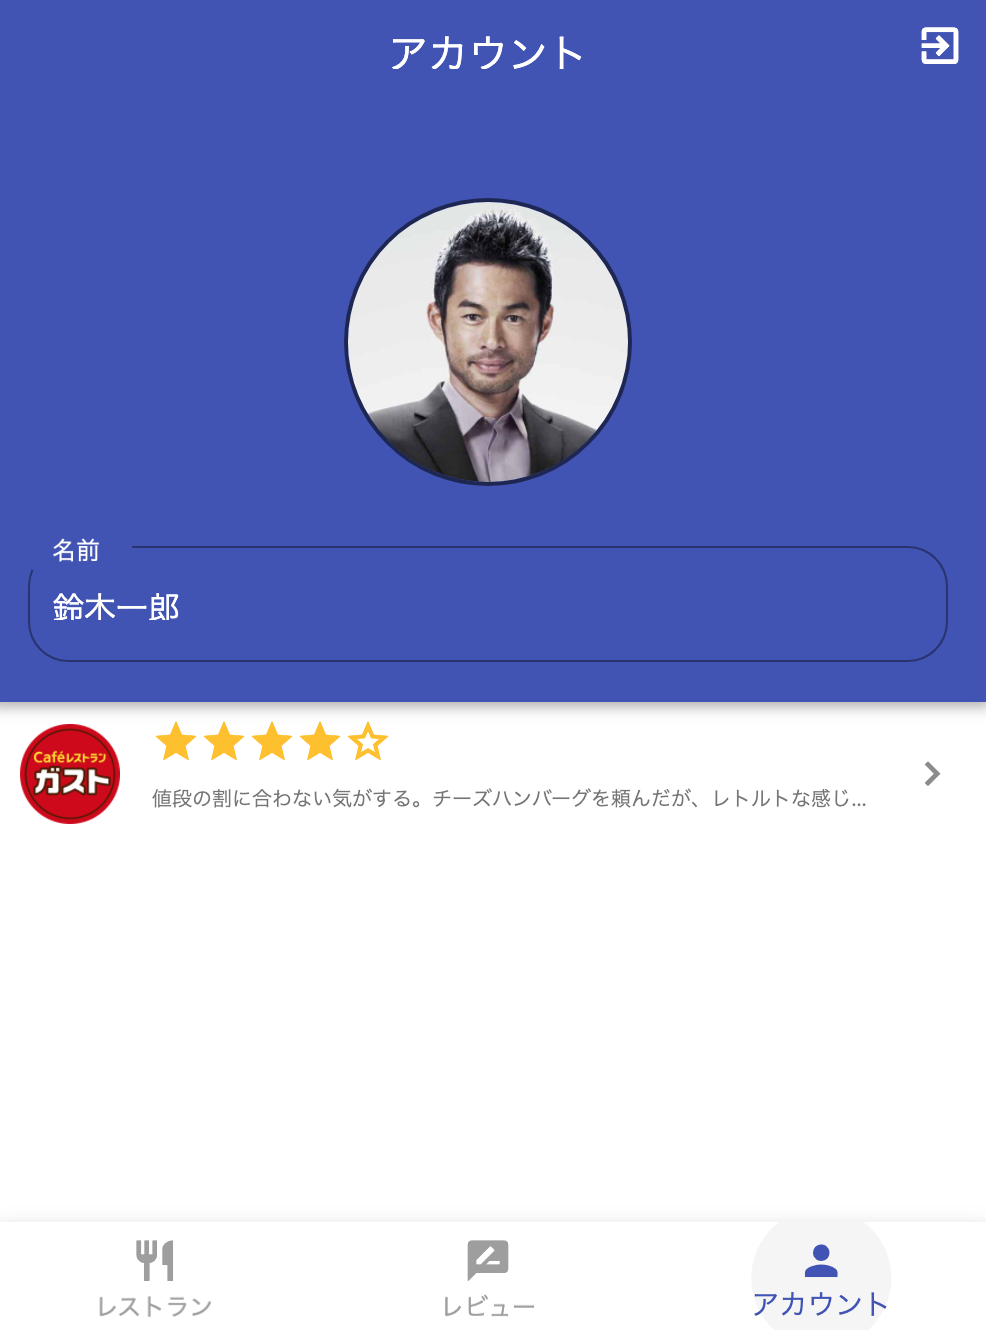 アカウント
名前
鈴木一郎
Caféレストラン
ガスト
値段の割に合わない気がする。チーズハンバーグを頼んだが、レトルトな感じ...
レストラン
レビュー
アカウント